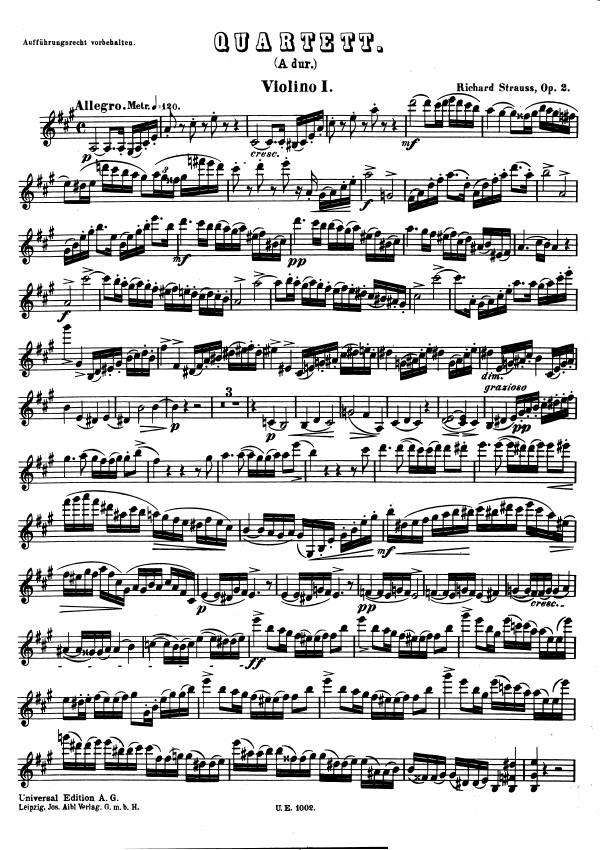 Aufführungsrecht vorbehalten.
QUARTETT.
(A dur.)
Violino I.
Richard Strauss, Op. 2.
Allegro. Metr. 120.
p
cresc.
mf
3
p
mf
pp
p
dim.
grazioso
p
3
p
p
mf
p
pp
cresc.
ff
Universal Edition A. G.
Leipzig, Jos. Aibl Verlag. G. m. b. H.
U. E. 1002.